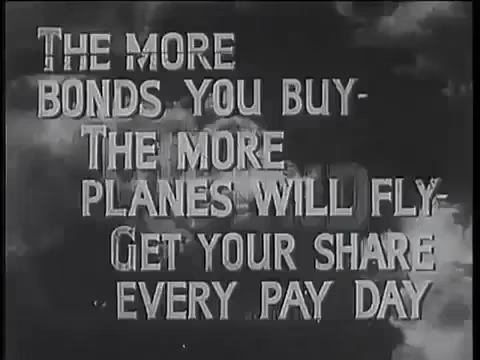 THE MORE
BONDS YOU BUY-
THE MORE
PLANES WILL FLY-
GET YOUR SHARE
EVERY PAY DAY